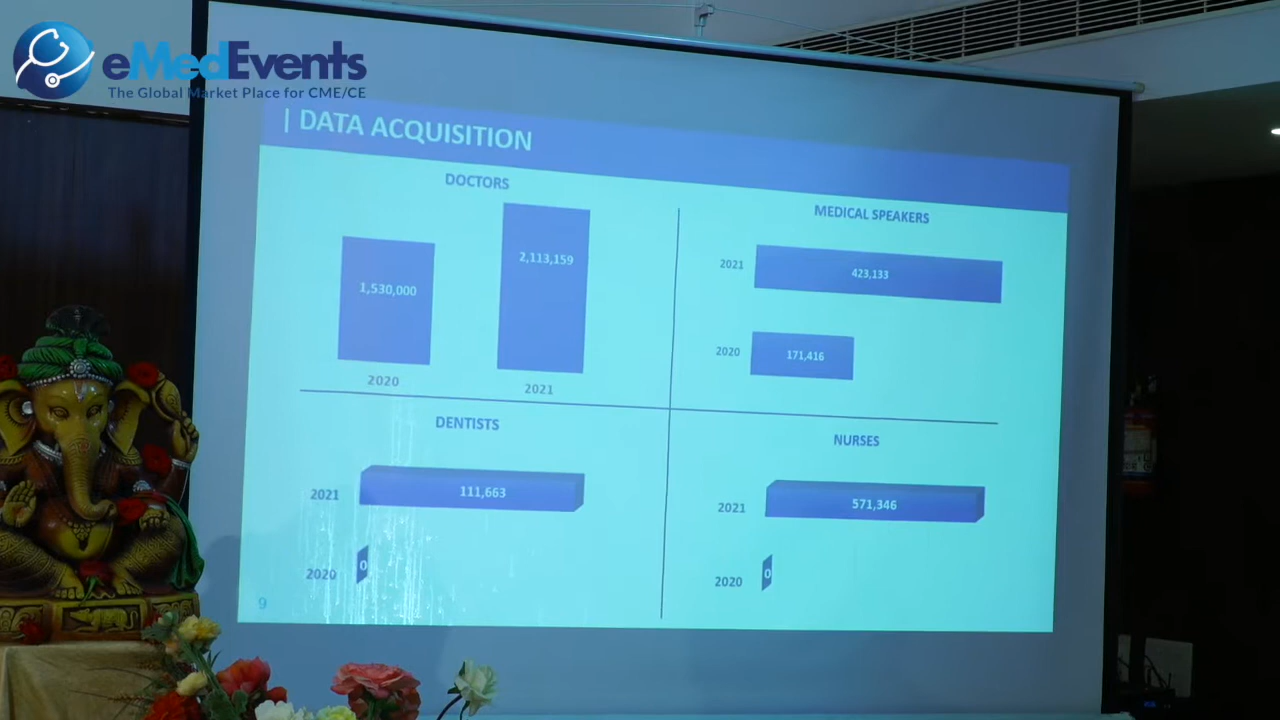 eMedEvents
The Global Market Place for CME/CE
| DATA ACQUISITION
DOCTORS
1,530,000
2,113,159
2020
2021
MEDICAL SPEAKERS
2021
423,133
2020
171,416
DENTISTS
2021
111,663
2020
0
NURSES
2021
571,346
2020
0
9